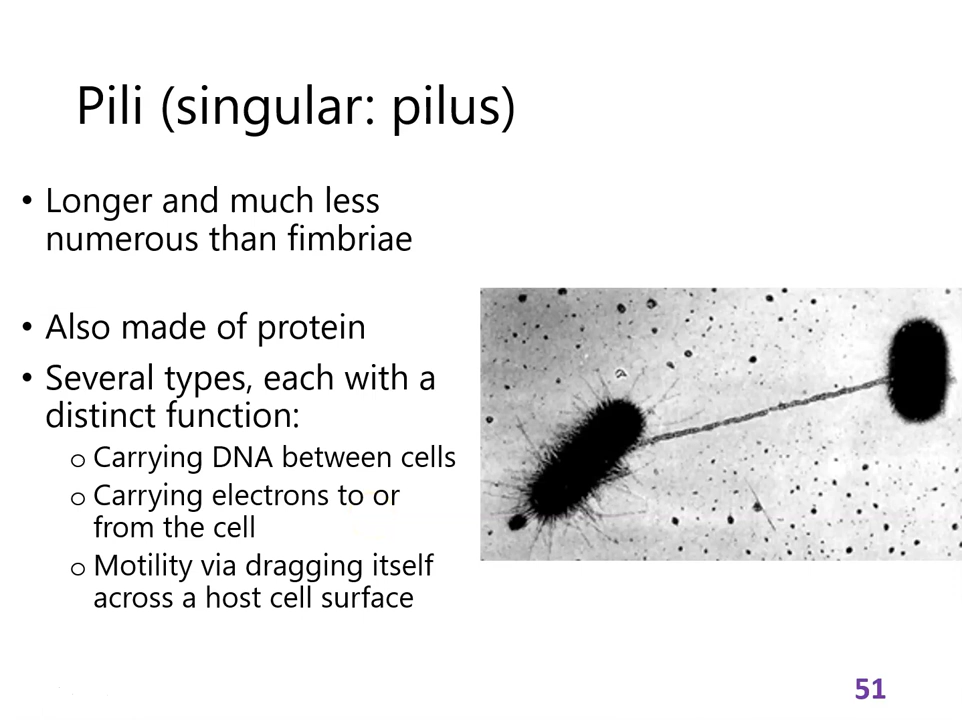 Pili (singular: pilus)
• Longer and much less
numerous than fimbriae
• Also made of protein
• Several types, each with a
distinct function:
o Carrying DNA between cells
o Carrying electrons to or
from the cell
o Motility via dragging itself
across a host cell surface
51